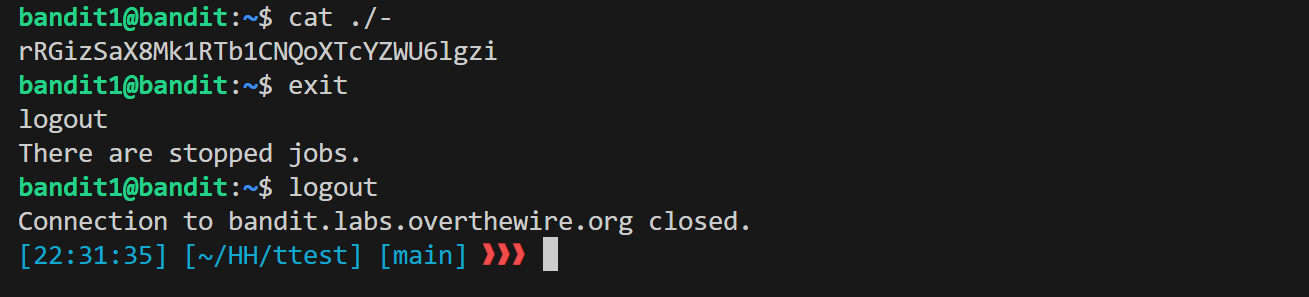 bandit1@bandit:~$ cat ./-
rRGizSaX8Mk1RTb1CNQoXTcYZWU6lgzi
bandit1@bandit:~$ exit
logout
There are stopped jobs.
bandit1@bandit:~$ logout
Connection to bandit.labs.overthewire.org closed.
[22:31:35] [~/HH/ttest] [main] ❱❱❱